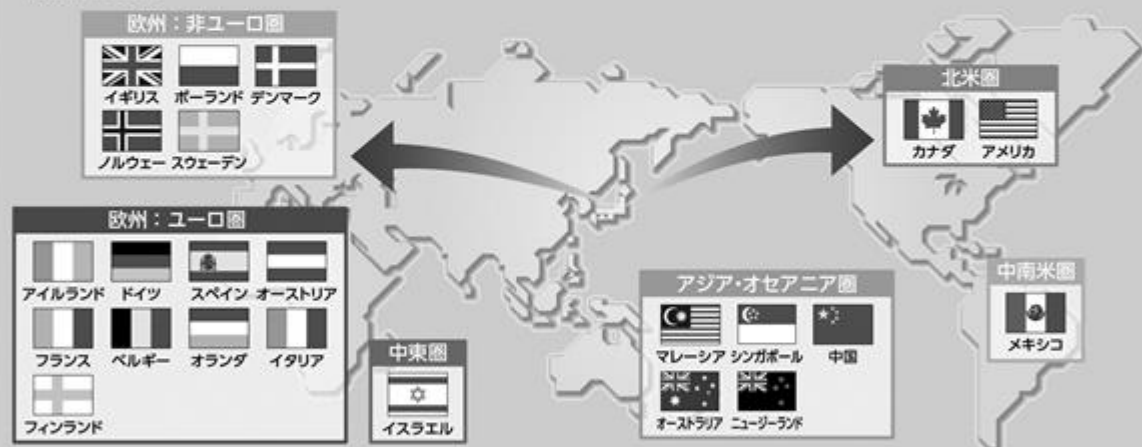 欧州：非ユーロ圏
イギリス ポーランド デンマーク
ノルウェー スウェーデン
北米圏
カナダ アメリカ
欧州：ユーロ圏
アイルランド ドイツ スペイン オーストリア
フランス ベルギー オランダ イタリア
フィンランド
中東圏
イスラエル
アジア・オセアニア圏
マレーシア シンガポール 中国
オーストラリア ニュージーランド
中南米圏
メキシコ